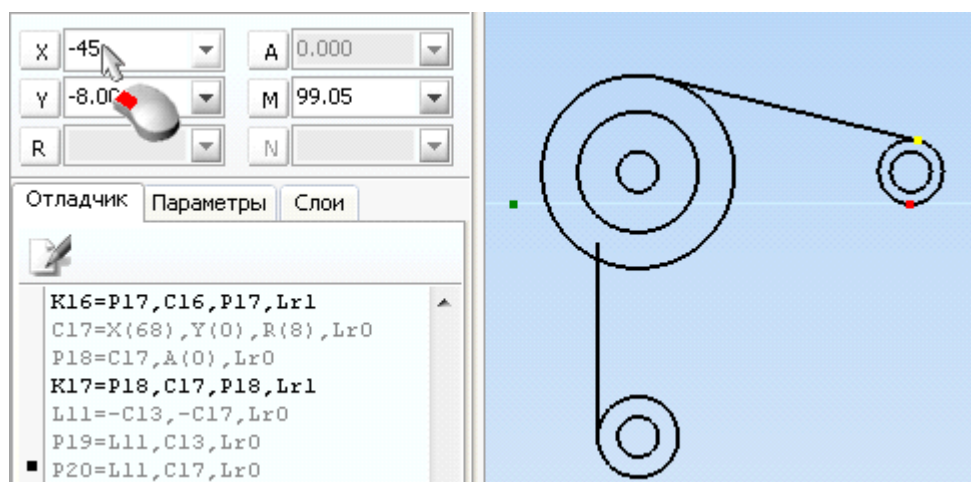 X -45 A 0.000
Y -8.00 M 99.05
R N
Отладчик Параметры Слои
K16=P17,C16,P17,Lr1
C17=X(68),Y(0),R(8),Lr0
P18=C17,A(0),Lr0
K17=P18,C17,P18,Lr1
L11=-C13,-C17,Lr0
P19=L11,C13,Lr0
P20=L11,C17,Lr0